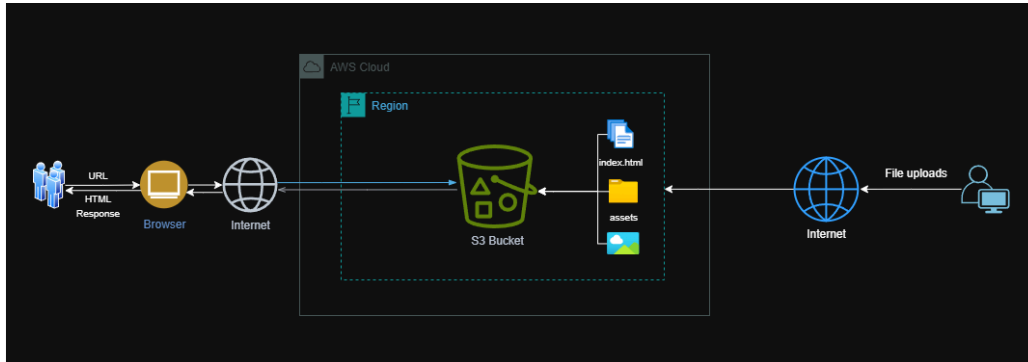 AWS Cloud
Region
URL
HTML
Response
Browser
Internet
S3 Bucket
index.html
assets
Internet
File uploads